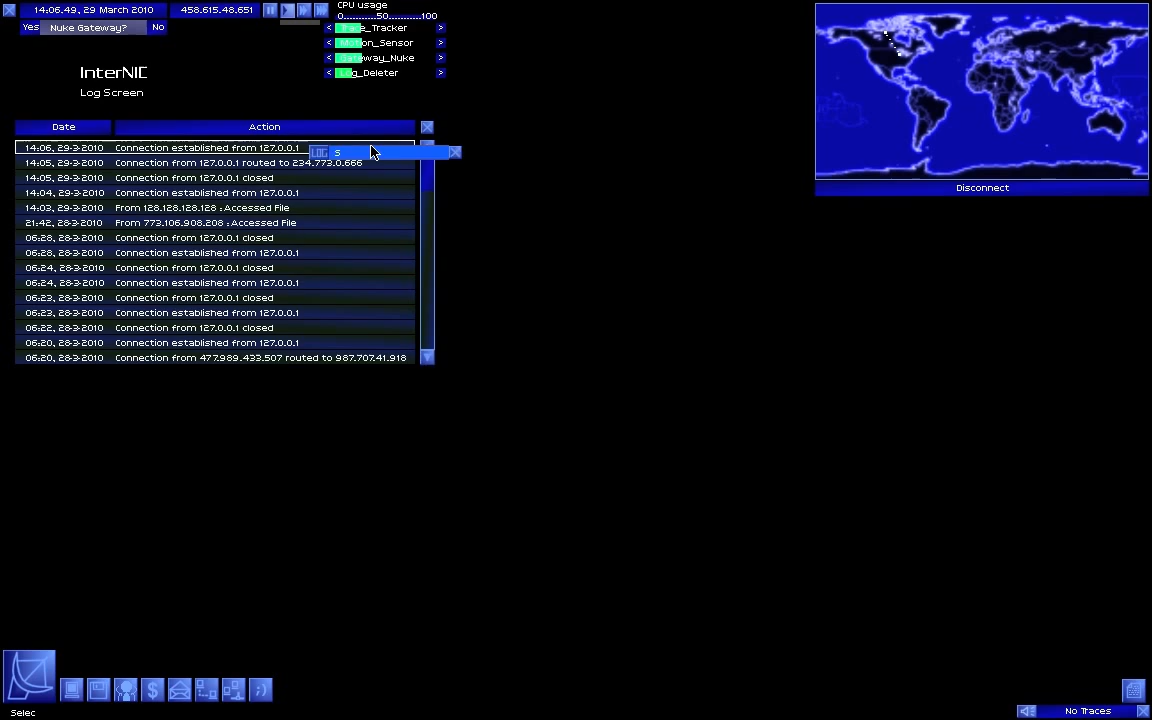 14:06.49, 29 March 2010
458.615.48.651
CPU usage
0...........50...........100
Yes
Nuke Gateway?
No
< Trace_Tracker >
< Motion_Sensor >
< Gateway_Nuke >
< Log_Deleter >
InterNIC
Log Screen
Date Action
14:06, 29-3-2010 Connection established from 127.0.0.1
LOG S
14:05, 29-3-2010 Connection from 127.0.0.1 routed to 234.773.0.666
14:05, 29-3-2010 Connection from 127.0.0.1 closed
14:04, 29-3-2010 Connection established from 127.0.0.1
14:03, 29-3-2010 From 128.128.128.128 : Accessed File
21:42, 28-3-2010 From 773.106.908.208 : Accessed File
06:28, 28-3-2010 Connection from 127.0.0.1 closed
06:28, 28-3-2010 Connection established from 127.0.0.1
06:24, 28-3-2010 Connection from 127.0.0.1 closed
06:24, 28-3-2010 Connection established from 127.0.0.1
06:23, 28-3-2010 Connection from 127.0.0.1 closed
06:23, 28-3-2010 Connection established from 127.0.0.1
06:22, 28-3-2010 Connection from 127.0.0.1 closed
06:20, 28-3-2010 Connection established from 127.0.0.1
06:20, 28-3-2010 Connection from 477.989.433.507 routed to 987.707.41.918
Disconnect
$
;)
Selec
No Traces